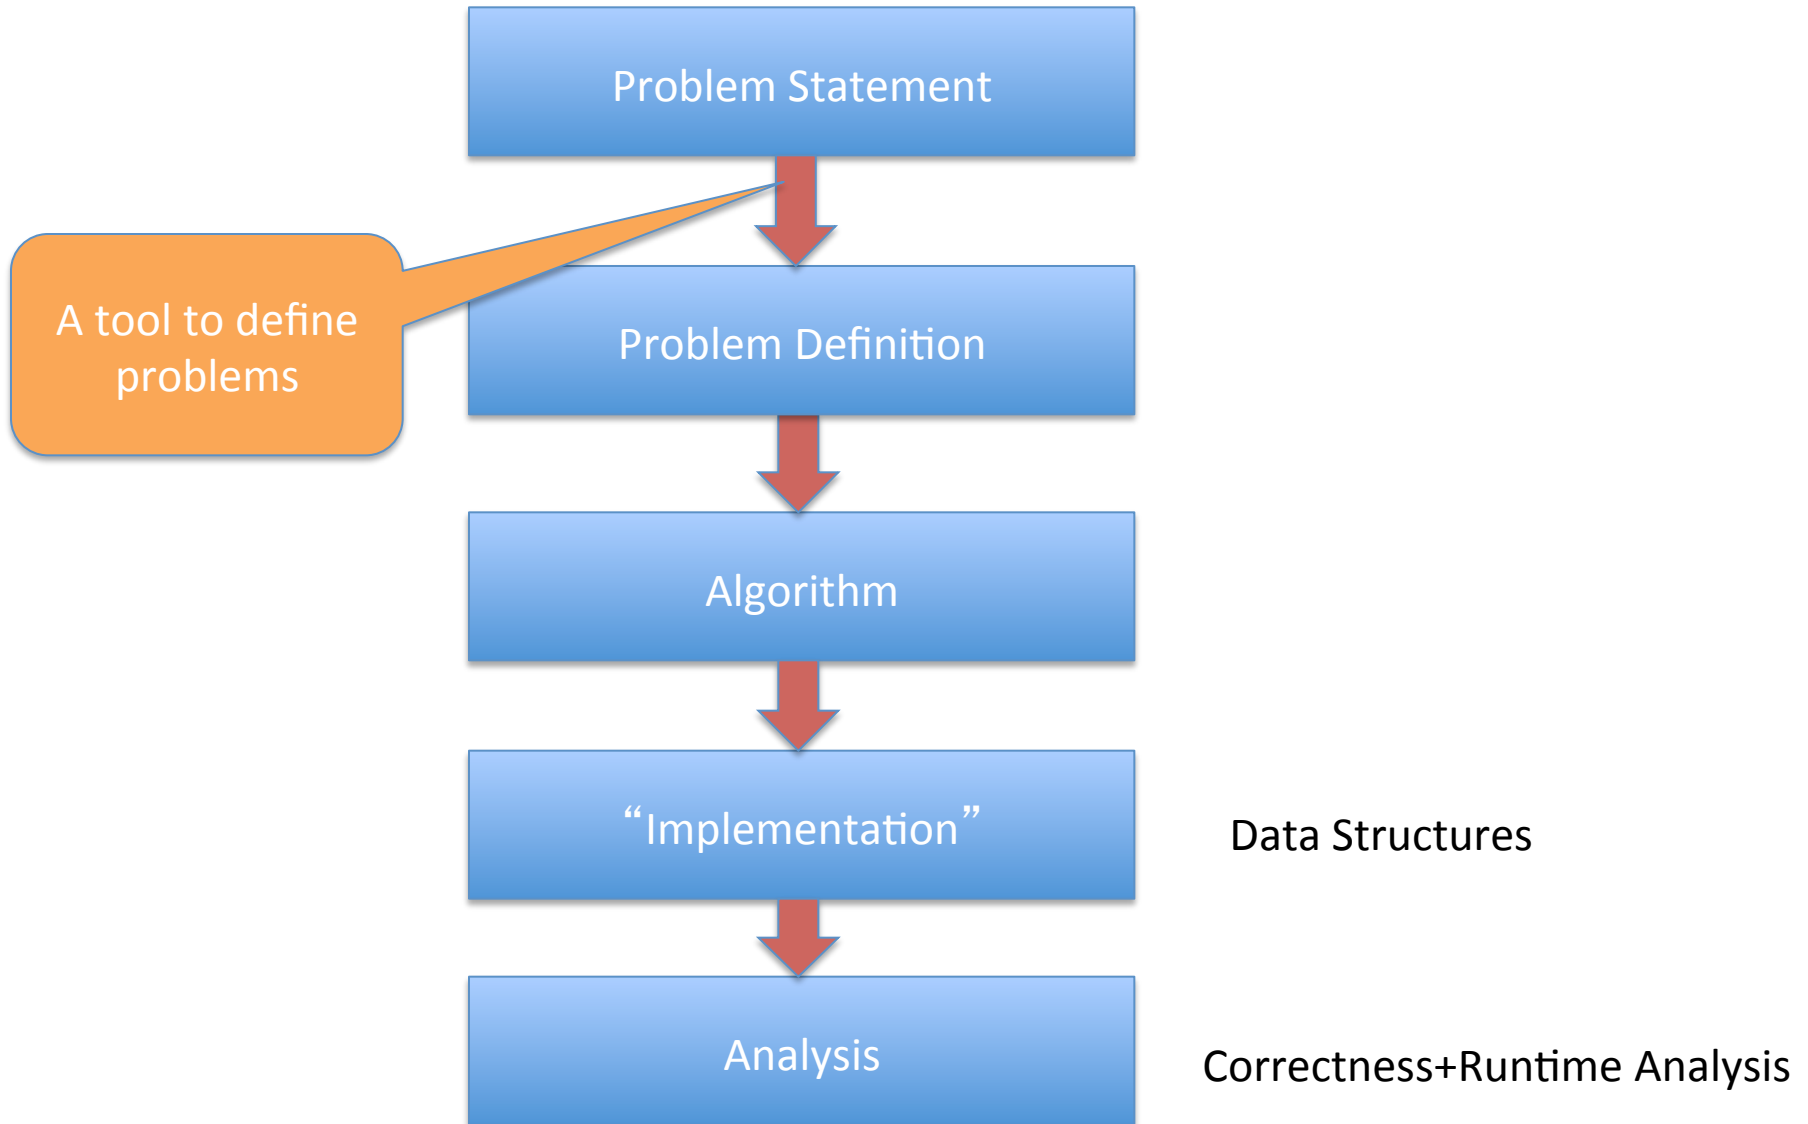 Problem Statement
A tool to define
problems
Problem Definition
Algorithm
“Implementation”
Data Structures
Analysis
Correctness+Runtime Analysis